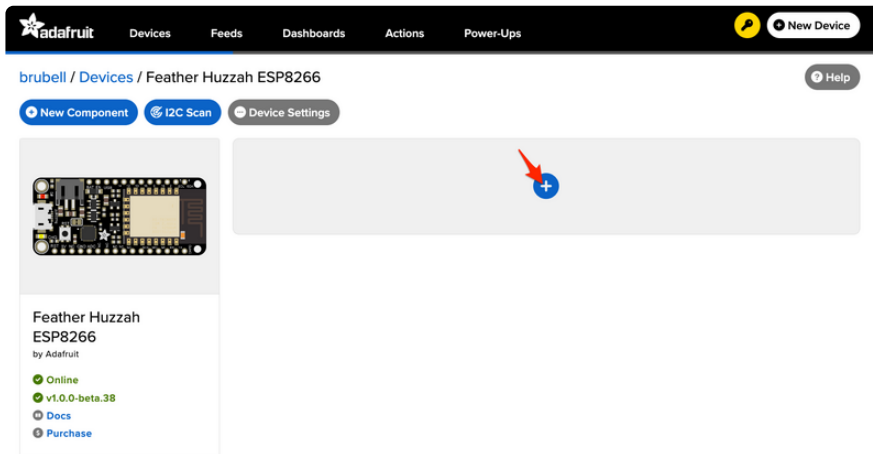 adafruit Devices Feeds Dashboards Actions Power-Ups New Device
brubell / Devices / Feather Huzzah ESP8266 Help
New Component I2C Scan Device Settings
Feather Huzzah
ESP8266
by Adafruit
Online
v1.0.0-beta.38
Docs
Purchase